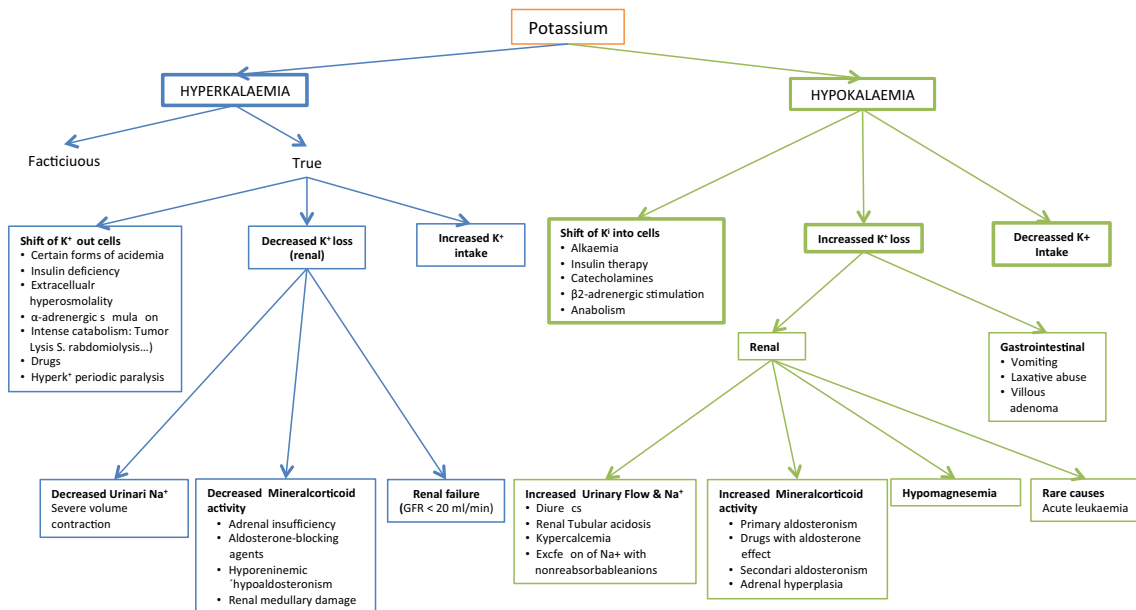 Potassium
HYPERKALAEMIA
HYPOKALAEMIA
Facticiuous
True
Shift of K⁺ out cells
• Certain forms of acidemia
• Insulin deficiency
• Extracellualr
hyperosmolality
• α-adrenergic s mula on
• Intense catabolism: Tumor
Lysis S. rabdomiolysis...)
• Drugs
• Hyperk⁺ periodic paralysis
Decreased K⁺ loss
(renal)
Increased K⁺
intake
Shift of K⁺ into cells
• Alkaemia
• Insulin therapy
• Catecholamines
• β2-adrenergic stimulation
• Anabolism
Increassed K⁺ loss
Decreassed K+
Intake
Renal
Gastrointestinal
• Vomiting
• Laxative abuse
• Villous
adenoma
Decreased Urinari Na⁺
Severe volume
contraction
Decreased Mineralcorticoid
activity
• Adrenal insufficiency
• Aldosterone-blocking
agents
• Hyporeninemic
´hypoaldosteronism
• Renal medullary damage
Renal failure
(GFR < 20 ml/min)
Increased Urinary Flow & Na⁺
• Diure cs
• Renal Tubular acidosis
• Kypercalcemia
• Excfe on of Na+ with
nonreabsorbableanions
Increased Mineralcorticoid
activity
• Primary aldosteronism
• Drugs with aldosterone
effect
• Secondari aldosteronism
• Adrenal hyperplasia
Hypomagnesemia
Rare causes
Acute leukaemia